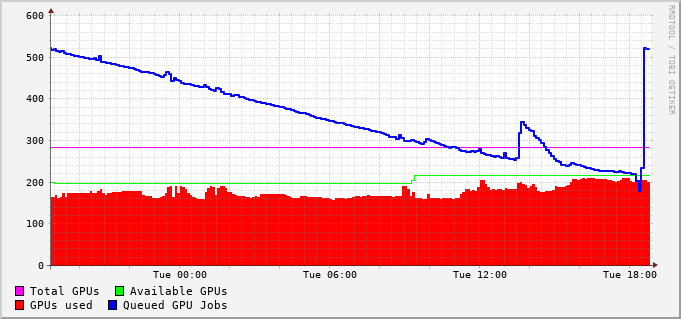 600
500
400
300
200
100
0
Tue 00:00 Tue 06:00 Tue 12:00 Tue 18:00
Total GPUs Available GPUs
GPUs used Queued GPU Jobs
RRDTOOL / TOBI OETIKER